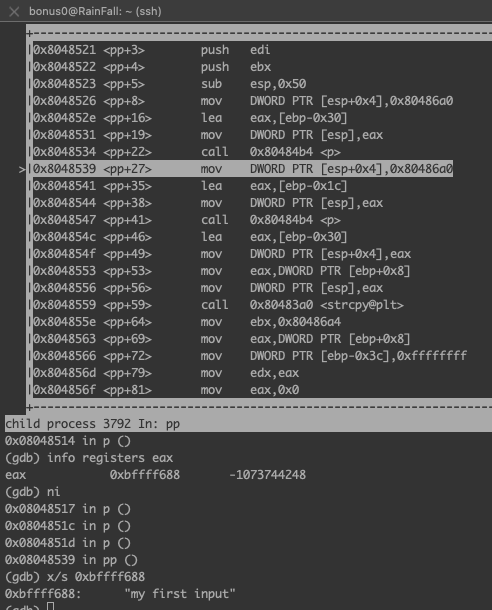 bonus0@RainFall: ~ (ssh)
0x8048521 <pp+3> push edi
0x8048522 <pp+4> push ebx
0x8048523 <pp+5> sub esp,0x50
0x8048526 <pp+8> mov DWORD PTR [esp+0x4],0x80486a0
0x804852e <pp+16> lea eax,[ebp-0x30]
0x8048531 <pp+19> mov DWORD PTR [esp],eax
0x8048534 <pp+22> call 0x80484b4 <p>
>0x8048539 <pp+27> mov DWORD PTR [esp+0x4],0x80486a0
0x8048541 <pp+35> lea eax,[ebp-0x1c]
0x8048544 <pp+38> mov DWORD PTR [esp],eax
0x8048547 <pp+41> call 0x80484b4 <p>
0x804854c <pp+46> lea eax,[ebp-0x30]
0x804854f <pp+49> mov DWORD PTR [esp+0x4],eax
0x8048553 <pp+53> mov eax,DWORD PTR [ebp+0x8]
0x8048556 <pp+56> mov DWORD PTR [esp],eax
0x8048559 <pp+59> call 0x80483a0 <strcpy@plt>
0x804855e <pp+64> mov ebx,0x80486a4
0x8048563 <pp+69> mov eax,DWORD PTR [ebp+0x8]
0x8048566 <pp+72> mov DWORD PTR [ebp-0x3c],0xffffffff
0x804856d <pp+79> mov edx,eax
0x804856f <pp+81> mov eax,0x0
child process 3792 In: pp
0x08048514 in p ()
(gdb) info registers eax
eax 0xbffff688 -1073744248
(gdb) ni
0x08048517 in p ()
0x0804851c in p ()
0x0804851d in p ()
0x08048539 in pp ()
(gdb) x/s 0xbffff688
0xbffff688: "my first input"
(gdb)